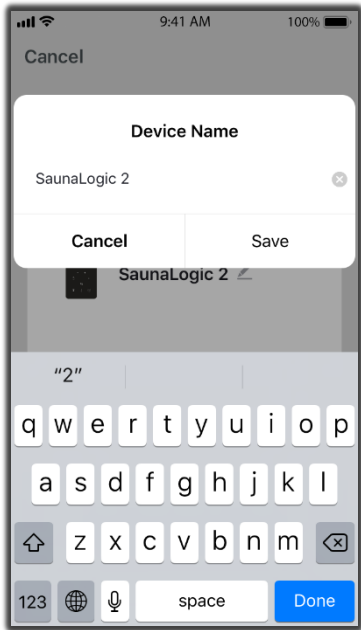 9:41 AM 100%
Cancel
Device Name
SaunaLogic 2
Cancel Save
SaunaLogic 2
“2”
q w e r t y u i o p
a s d f g h j k l
z x c v b n m
123 space Done